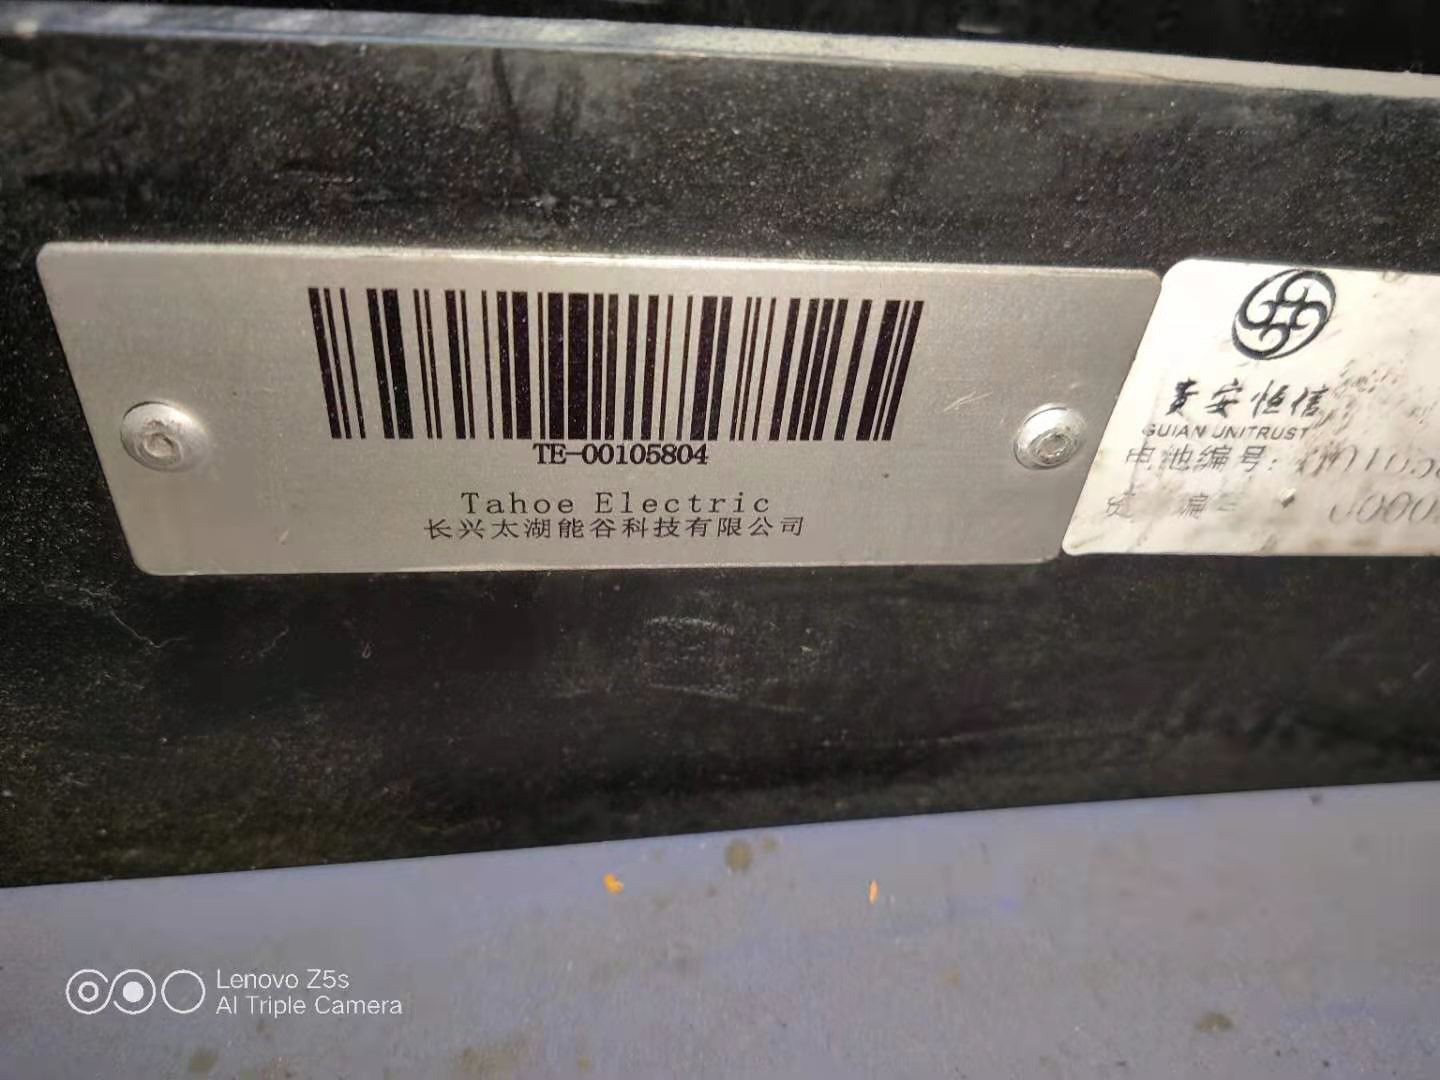 TE-00105804
Tahoe Electric
长兴太湖能谷科技有限公司
贵安恒信
GUIAN UNITRUST
电池编号:
编
Lenovo Z5s
AI Triple Camera